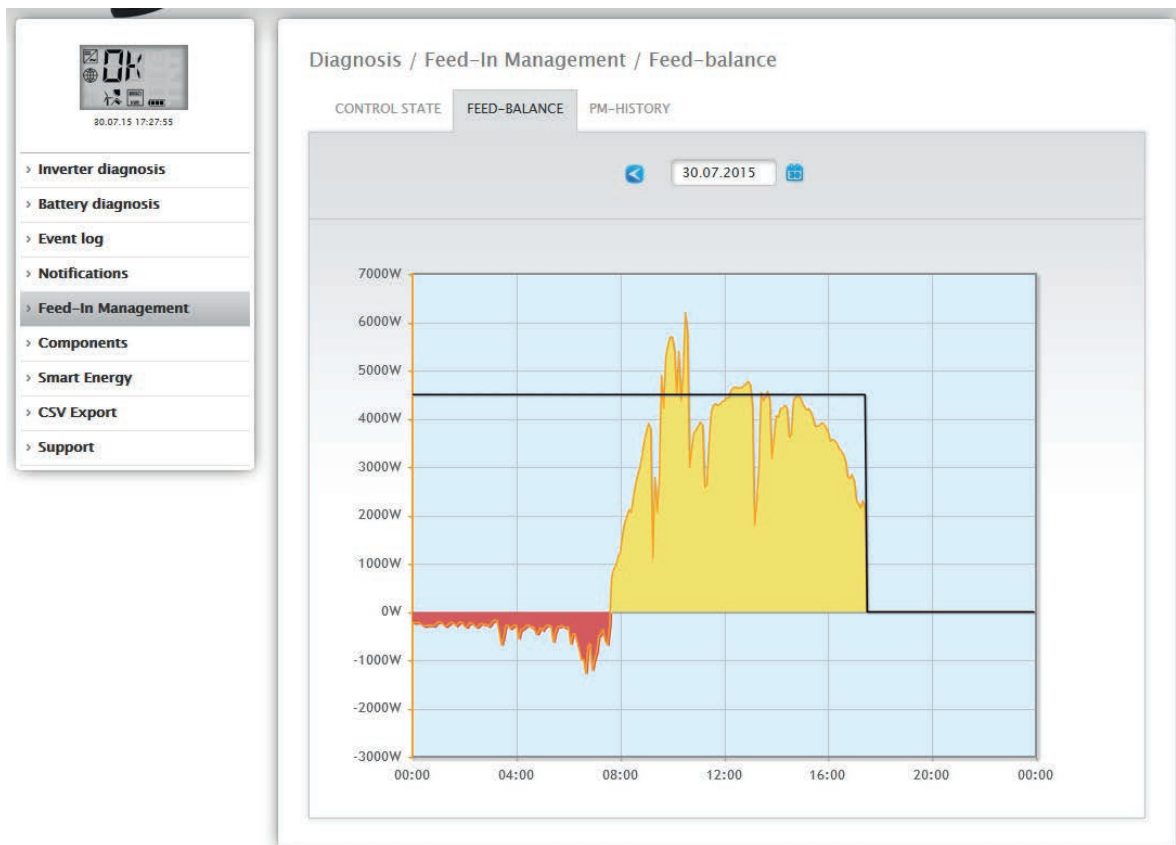 OK
30.07.15 17:27:55
› Inverter diagnosis
› Battery diagnosis
› Event log
› Notifications
› Feed-In Management
› Components
› Smart Energy
› CSV Export
› Support
Diagnosis / Feed-In Management / Feed-balance
CONTROL STATE FEED-BALANCE PM-HISTORY
30.07.2015
7000W
6000W
5000W
4000W
3000W
2000W
1000W
0W
-1000W
-2000W
-3000W
00:00 04:00 08:00 12:00 16:00 20:00 00:00